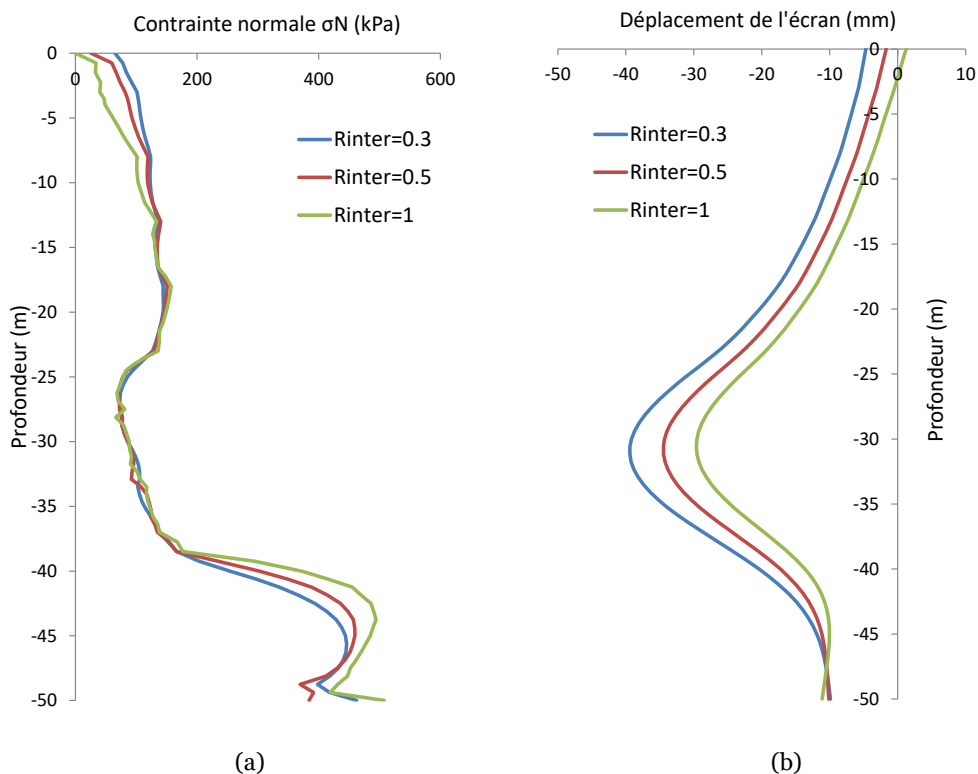 Contrainte normale σN (kPa)
0 200 400 600
0
-5
-10
-15
-20
-25
-30
-35
-40
-45
-50
Profondeur (m)
Rinter=0.3
Rinter=0.5
Rinter=1
(a)
Déplacement de l'écran (mm)
-50 -40 -30 -20 -10 0 10
0
-5
-10
-15
-20
-25
-30
-35
-40
-45
-50
Profondeur (m)
Rinter=0.3
Rinter=0.5
Rinter=1
(b)